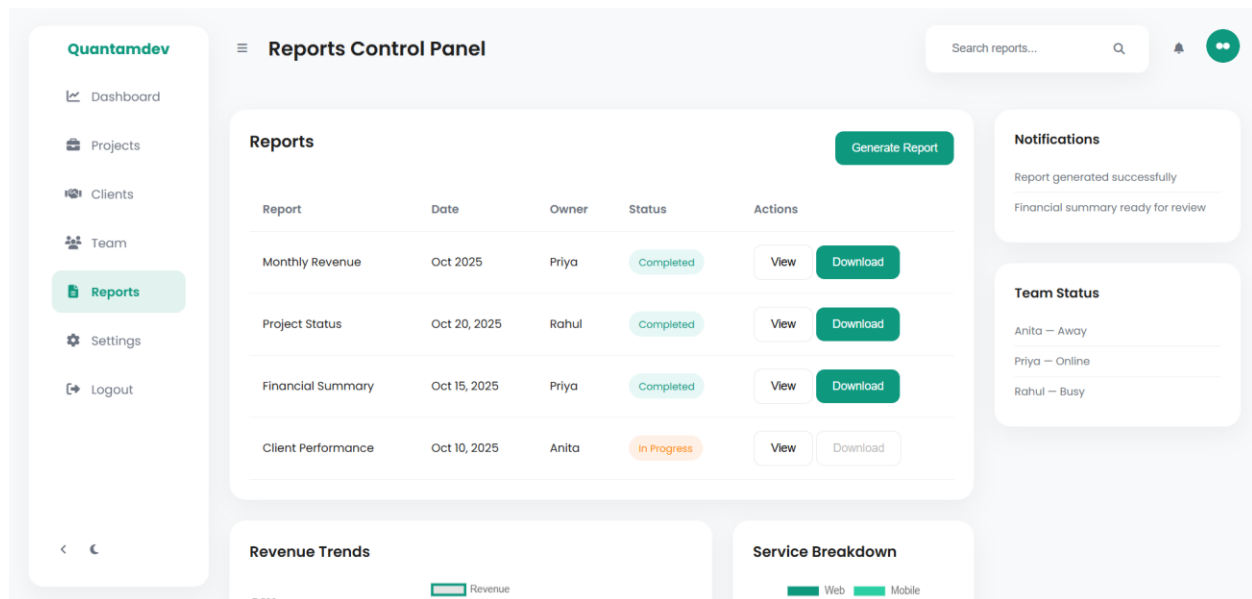 Quantamdev
Dashboard
Projects
Clients
Team
Reports
Settings
Logout
Reports Control Panel
Search reports...
Reports
Generate Report
Report Date Owner Status Actions
Monthly Revenue Oct 2025 Priya Completed View Download
Project Status Oct 20, 2025 Rahul Completed View Download
Financial Summary Oct 15, 2025 Priya Completed View Download
Client Performance Oct 10, 2025 Anita In Progress View Download
Revenue Trends
Revenue
Service Breakdown
Web Mobile
Notifications
Report generated successfully
Financial summary ready for review
Team Status
Anita — Away
Priya — Online
Rahul — Busy